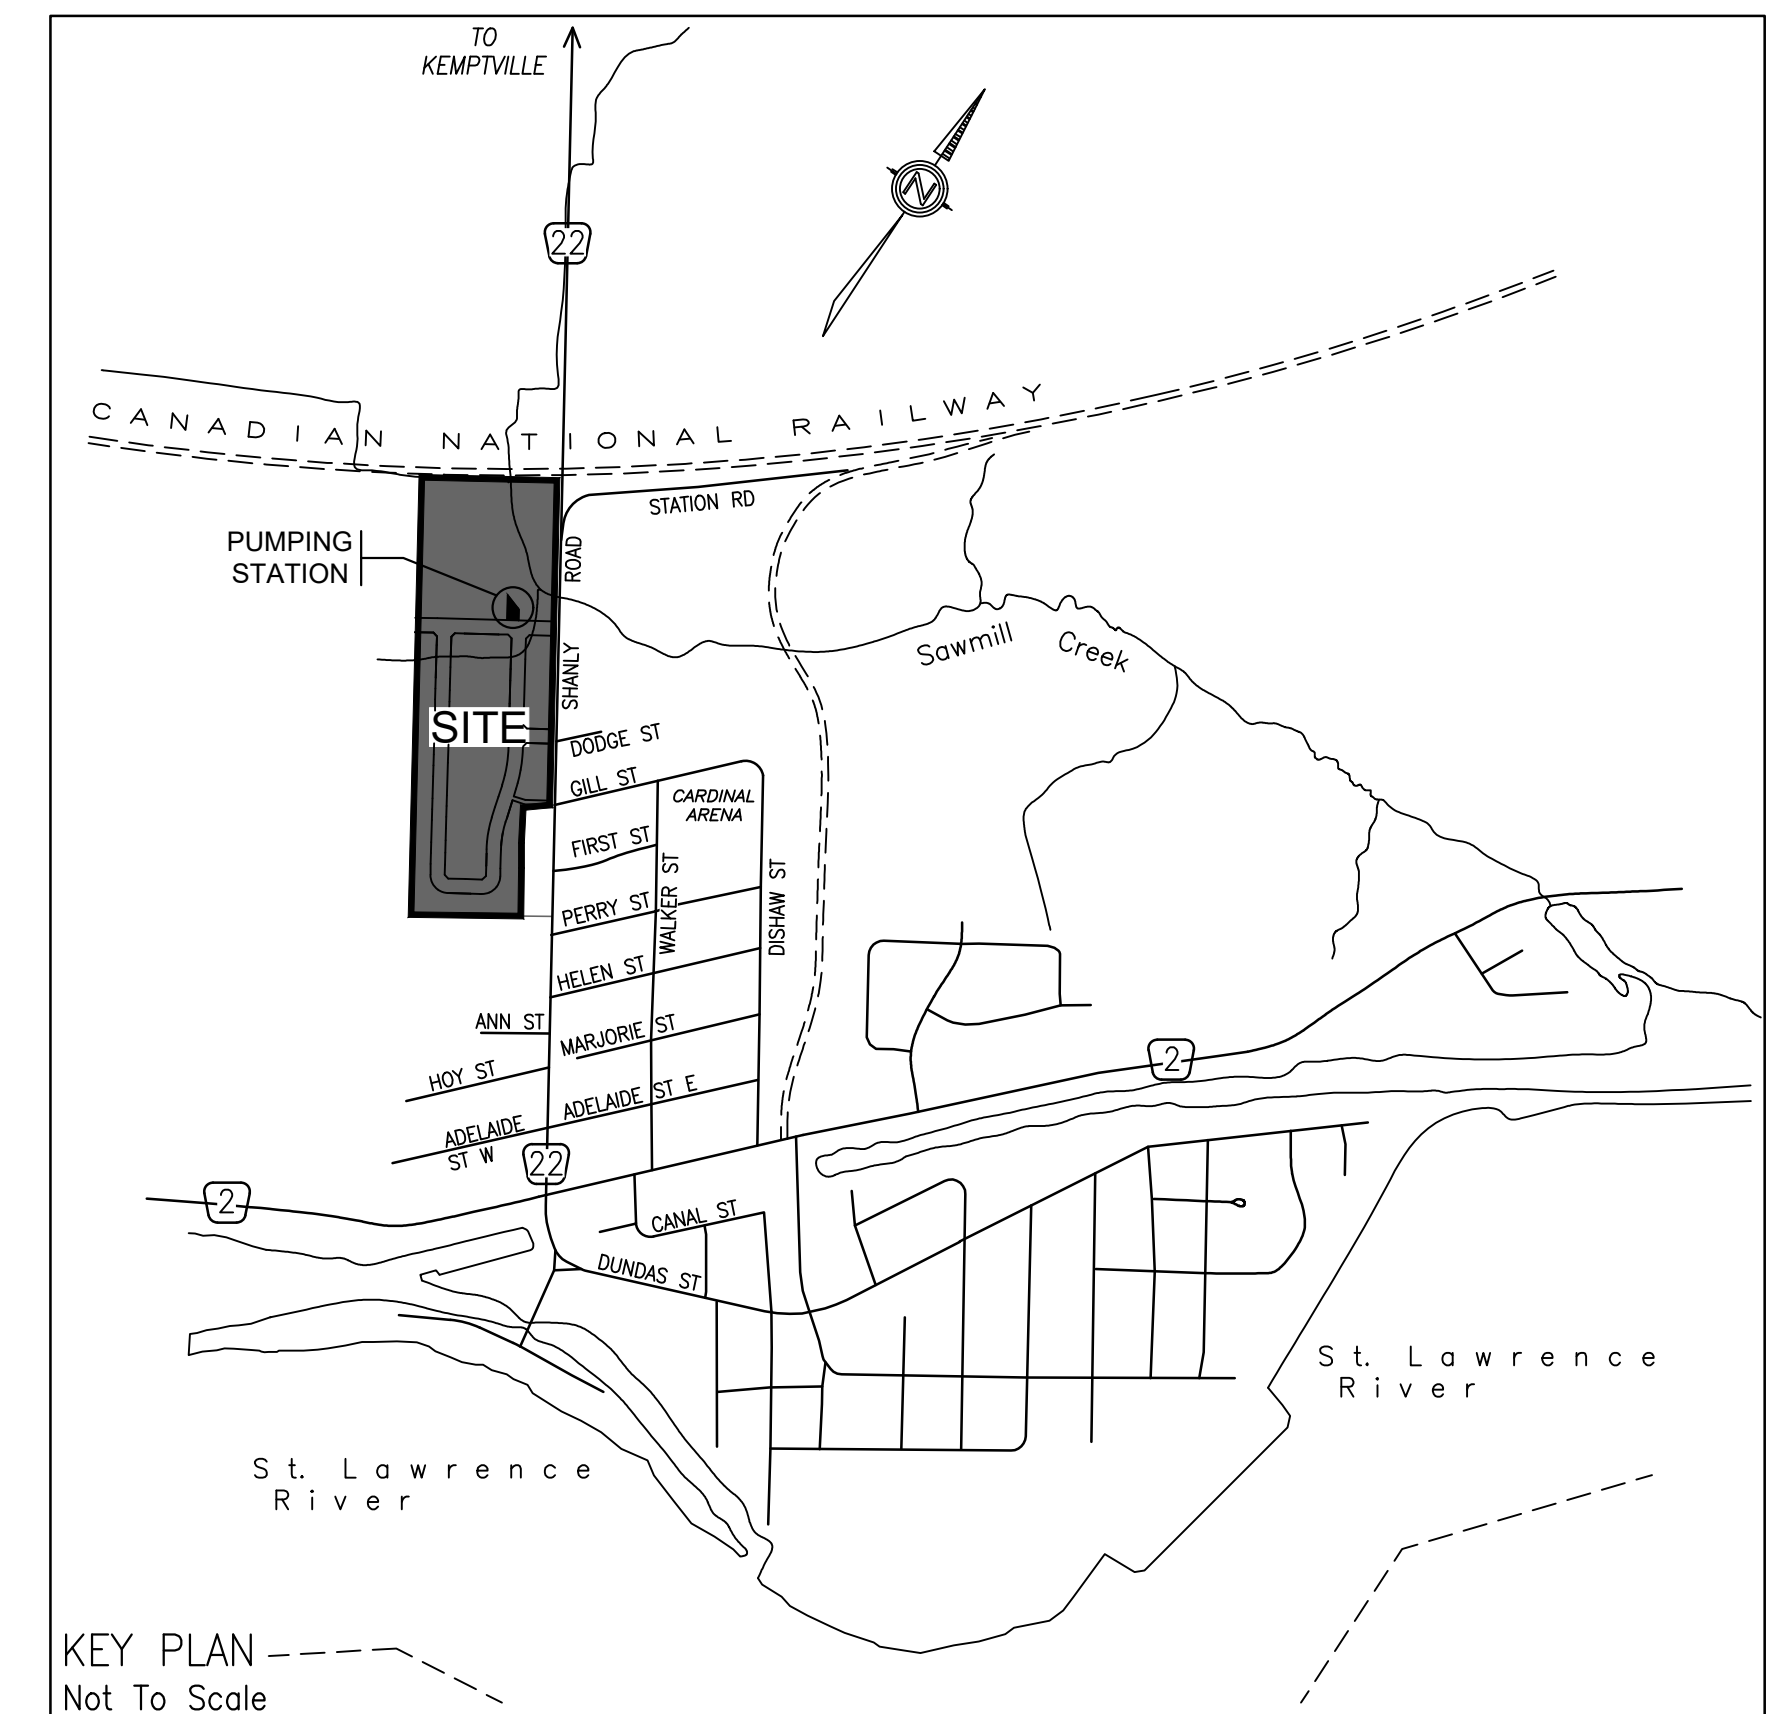 TO
KEMPTVILLE
N
22
CANADIAN NATIONAL RAILWAY
STATION RD
PUMPING
STATION
SHANLY ROAD
Sawmill Creek
SITE
DODGE ST
GILL ST
CARDINAL
ARENA
FIRST ST
WALKER ST
DISHAW ST
PERRY ST
HELEN ST
ANN ST
MARJORIE ST
HOY ST
ADELAIDE ST E
ADELAIDE
ST W
22
2
2
CANAL ST
DUNDAS ST
St. Lawrence
River
St. Lawrence
River
KEY PLAN
Not To Scale